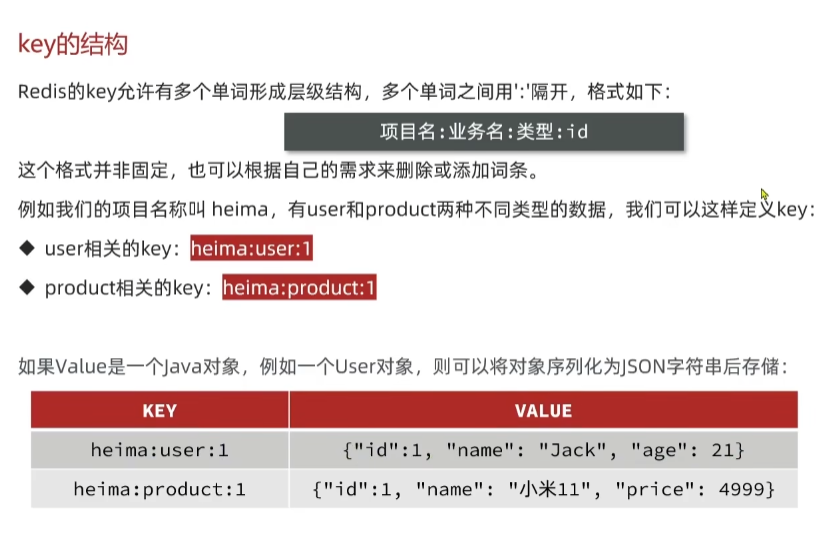 key的结构
Redis的key允许有多个单词形成层级结构，多个单词之间用':'隔开，格式如下：
项目名:业务名:类型:id
这个格式并非固定，也可以根据自己的需求来删除或添加词条。
例如我们的项目名称叫 heima，有user和product两种不同类型的数据，我们可以这样定义key：
◆ user相关的key：heima:user:1
◆ product相关的key：heima:product:1
如果Value是一个Java对象，例如一个User对象，则可以将对象序列化为JSON字符串后存储：
KEY VALUE
heima:user:1 {"id":1, "name": "Jack", "age": 21}
heima:product:1 {"id":1, "name": "小米11", "price": 4999}